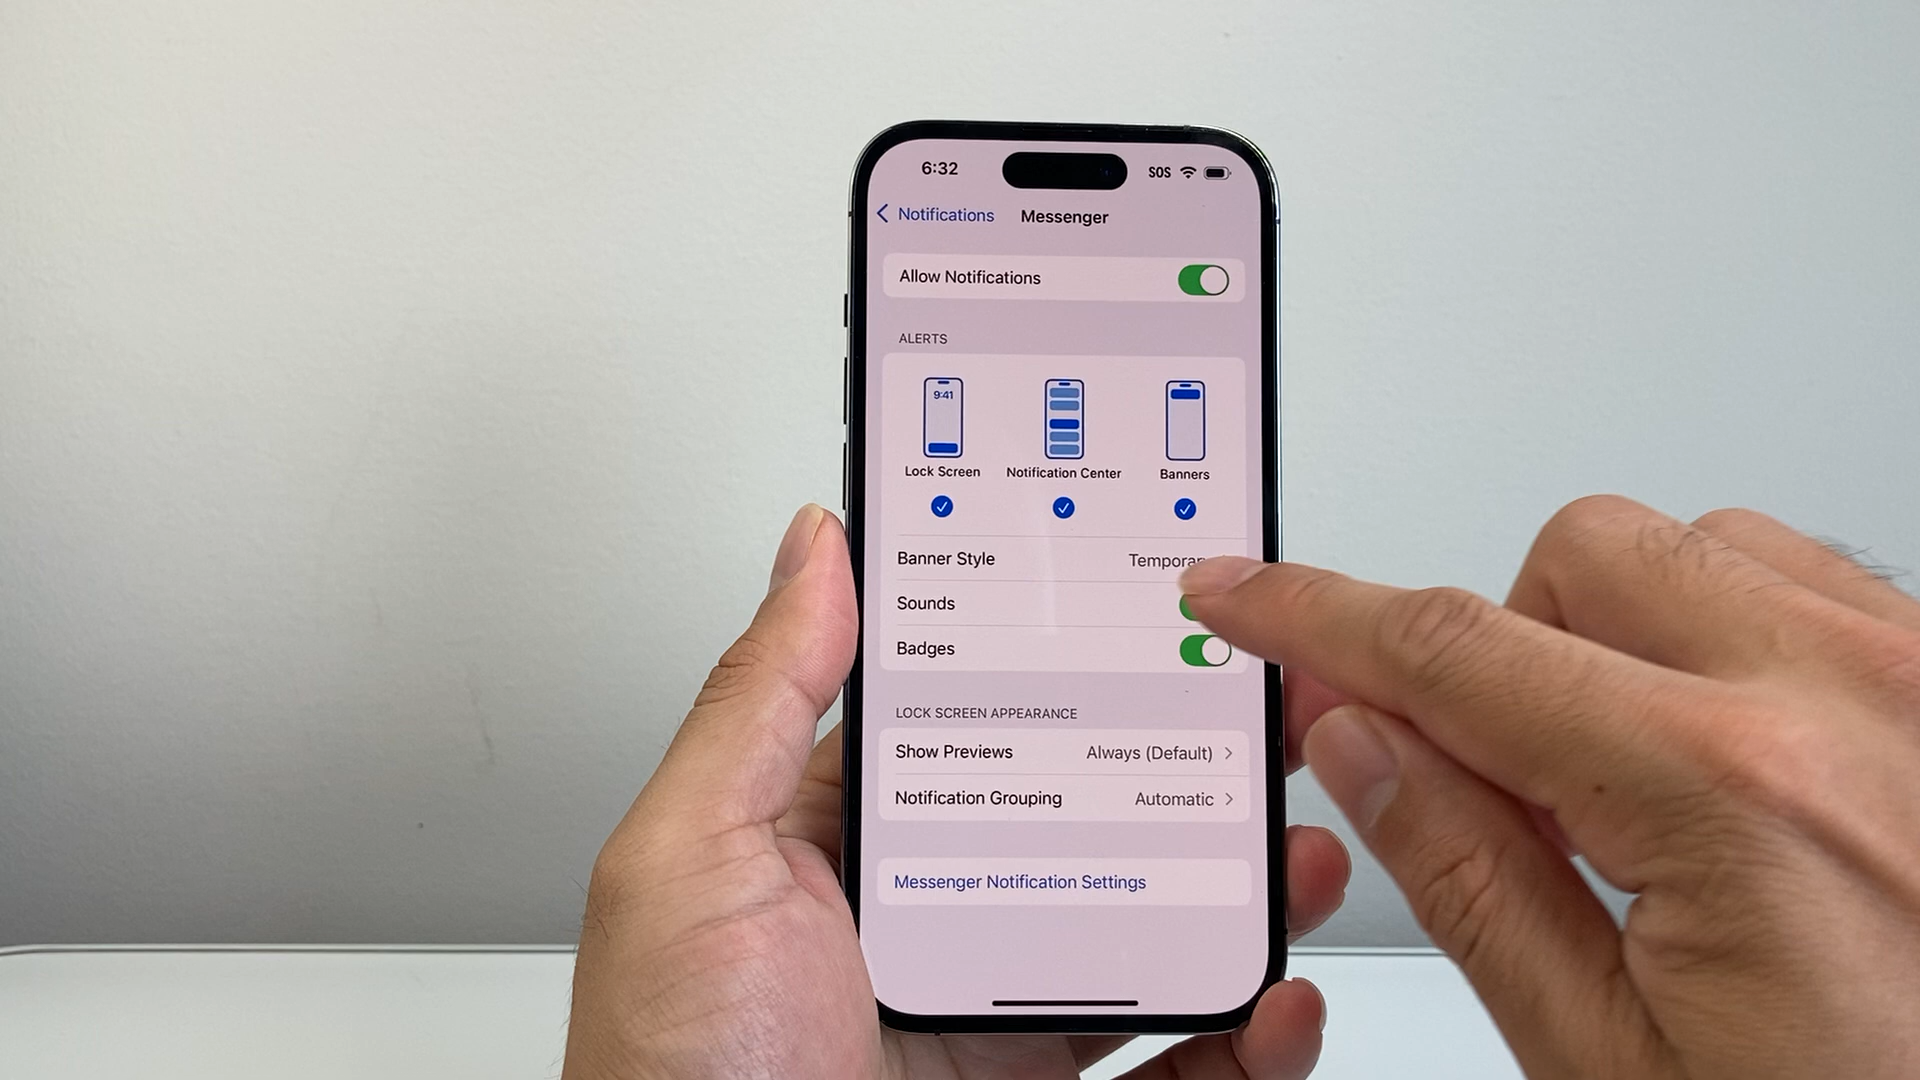 6:32 SOS
Notifications Messenger
Allow Notifications
ALERTS
9:41
Lock Screen Notification Center Banners
Banner Style
Sounds
Badges
LOCK SCREEN APPEARANCE
Show Previews Always (Default)
Notification Grouping Automatic
Messenger Notification Settings